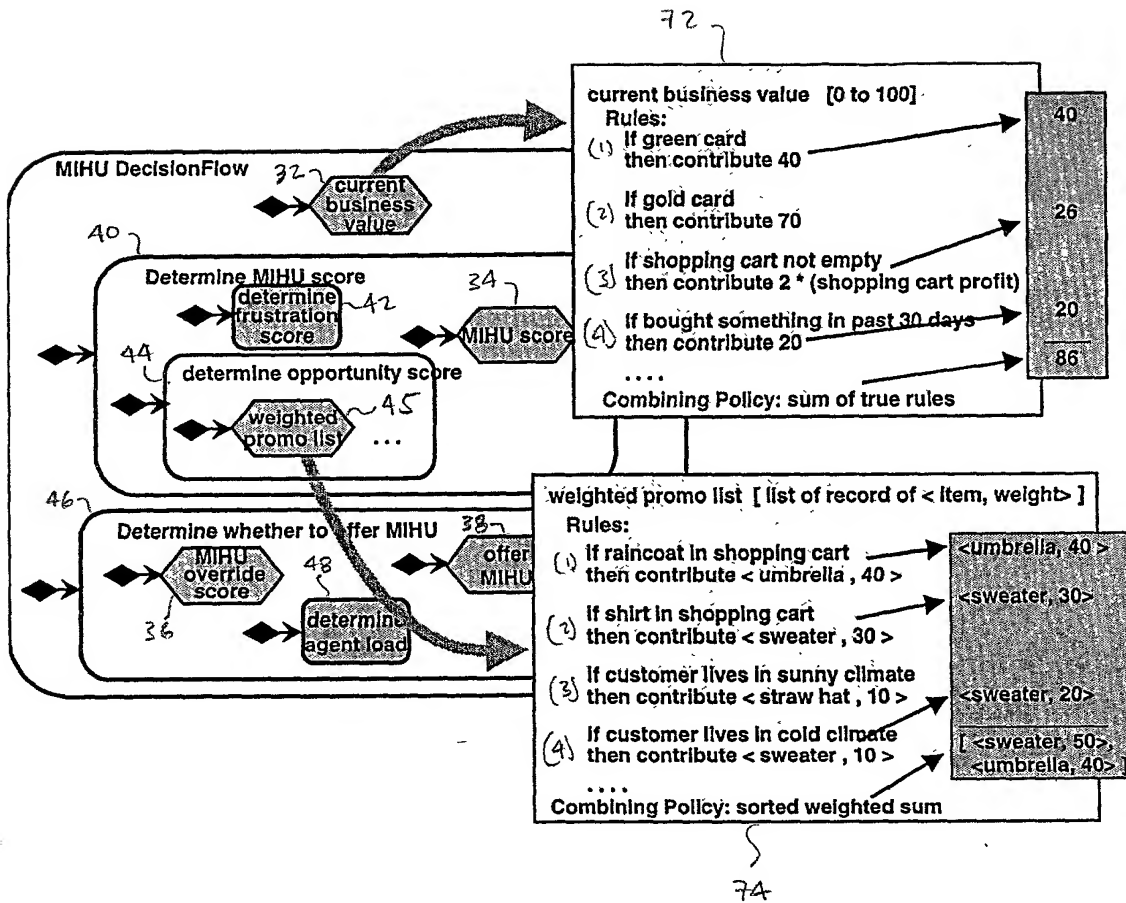 72
current business value [0 to 100]
Rules:
(1) If green card
then contribute 40
(2) If gold card
then contribute 70
(3) If shopping cart not empty
then contribute 2 * (shopping cart profit)
(4) If bought something in past 30 days
then contribute 20
....
Combining Policy: sum of true rules
40
26
20
86
MIHU DecisionFlow
32
current
business
value
40
Determine MIHU score
determine
frustration
score
42
34
MIHU score
44
determine opportunity score
weighted
promo list
45
...
46
Determine whether to offer MIHU
MIHU
override
score
36
48
determine
agent load
38
offer
MIHU
weighted promo list [ list of record of < item, weight> ]
Rules:
(1) If raincoat in shopping cart
then contribute < umbrella , 40>
(2) If shirt in shopping cart
then contribute < sweater , 30 >
(3) If customer lives in sunny climate
then contribute < straw hat , 10 >
(4) If customer lives in cold climate
then contribute < sweater , 10 >
....
Combining Policy: sorted weighted sum
<umbrella, 40 >
<sweater, 30>
<sweater, 20>
[ <sweater, 50>,
<umbrella, 40> ]
74